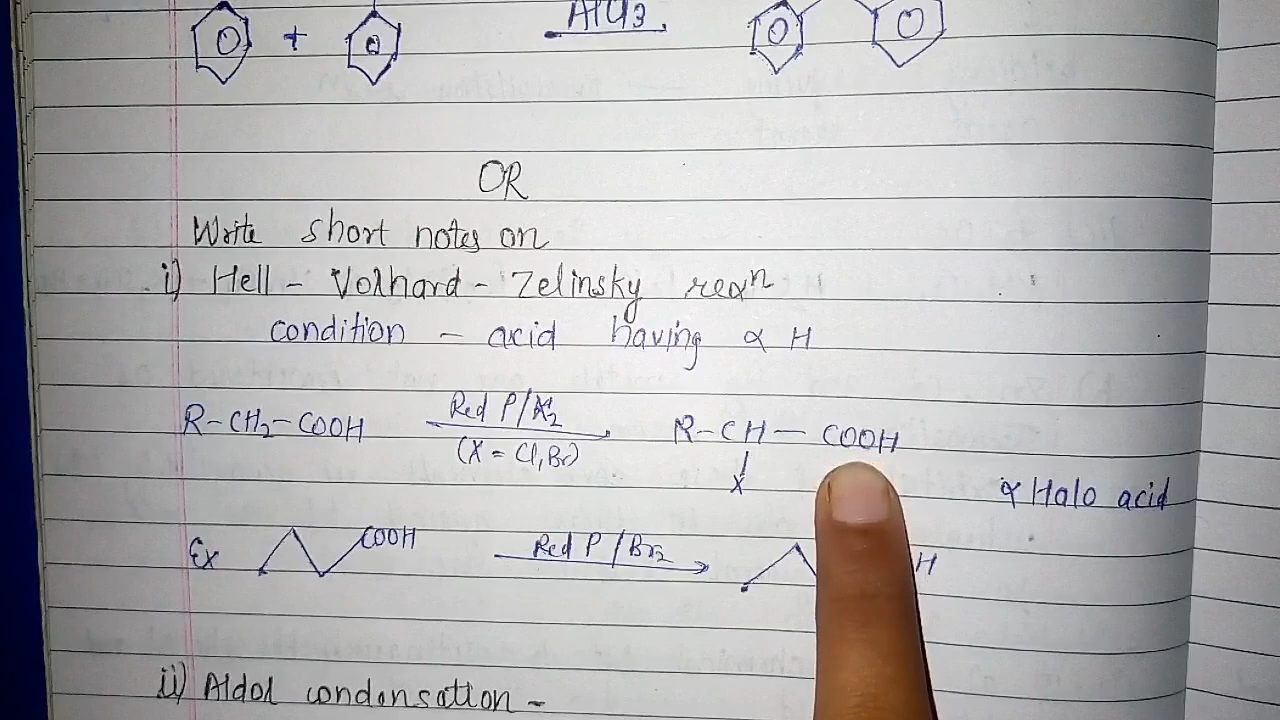 + AlCl3.
OR
Write short notes on
i) Hell - Volhard - Zelinsky reaxn
condition - acid having α H
R-CH2-COOH Red P/X2 R-CH-COOH
(X = Cl, Br) X
α Halo acid
Ex COOH Red P/Br2 H
ii) Aldol condensation -